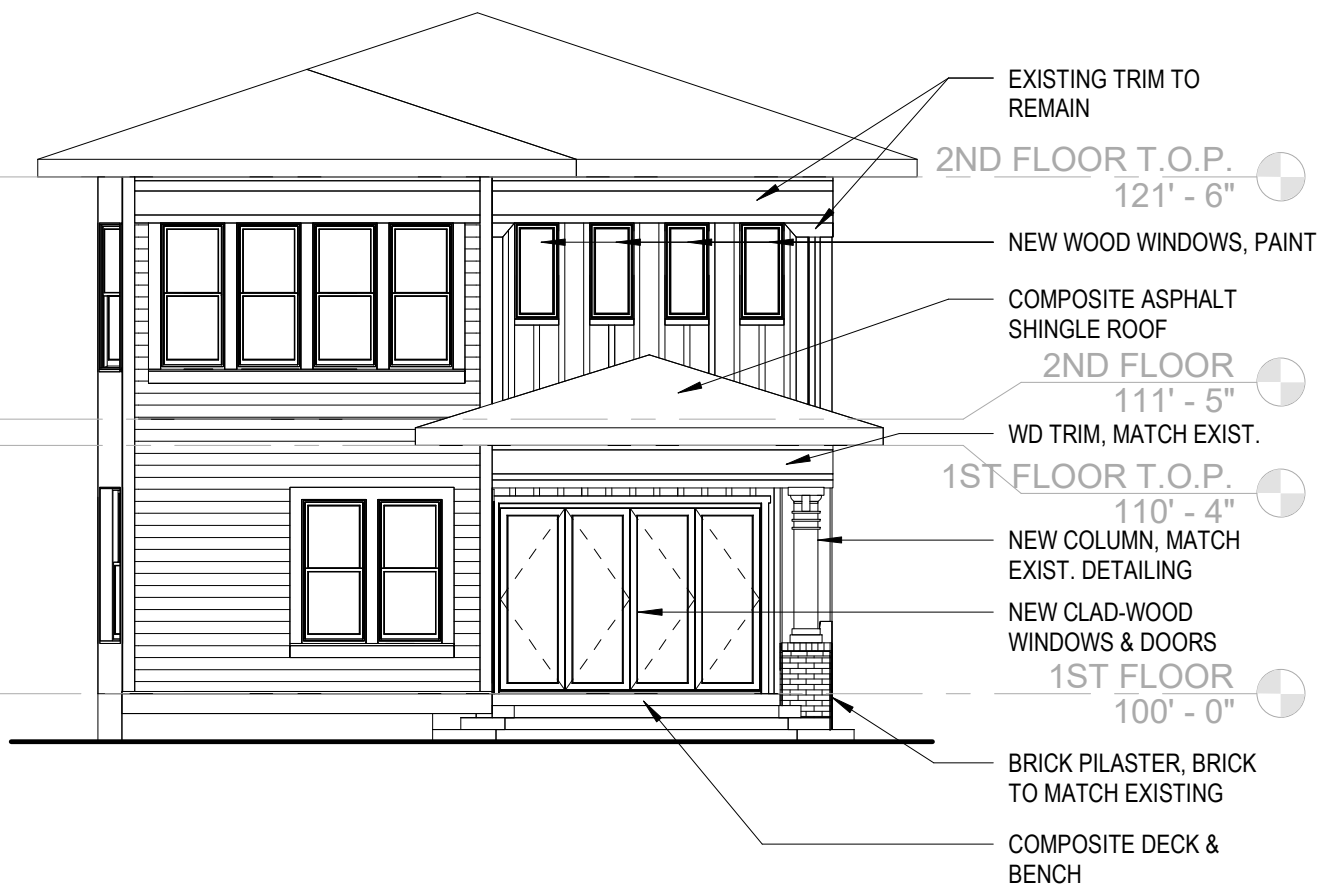 EXISTING TRIM TO
REMAIN
2ND FLOOR T.O.P.
121' - 6"
NEW WOOD WINDOWS, PAINT
COMPOSITE ASPHALT
SHINGLE ROOF
2ND FLOOR
111' - 5"
WD TRIM, MATCH EXIST.
1ST FLOOR T.O.P.
110' - 4"
NEW COLUMN, MATCH
EXIST. DETAILING
NEW CLAD-WOOD
WINDOWS & DOORS
1ST FLOOR
100' - 0"
BRICK PILASTER, BRICK
TO MATCH EXISTING
COMPOSITE DECK &
BENCH